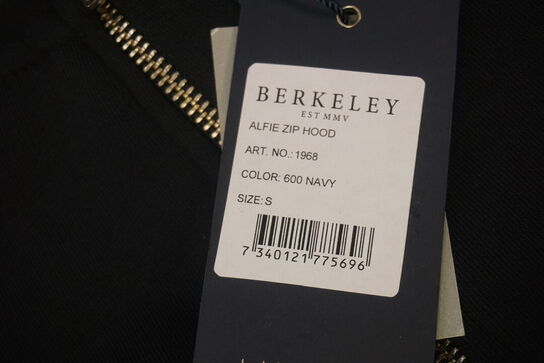 BERKELEY
EST MMV
ALFIE ZIP HOOD
ART. NO.: 1968
COLOR: 600 NAVY
SIZE: S
7 340121 775696